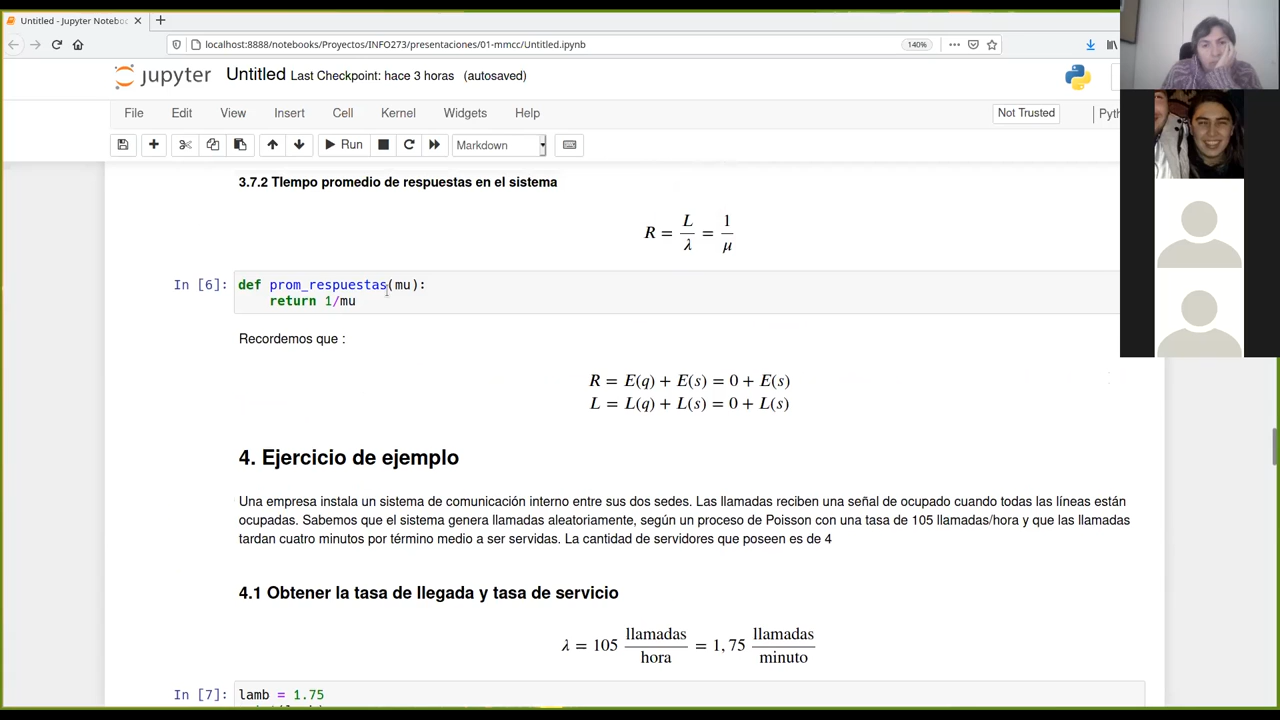 Untitled - Jupyter Notebo
localhost:8888/notebooks/Proyectos/INFO273/presentaciones/01-mmcc/Untitled.ipynb
140%
jupyter Untitled Last Checkpoint: hace 3 horas (autosaved)
File Edit View Insert Cell Kernel Widgets Help
Not Trusted
Pyth
Run
Markdown
3.7.2 TIempo promedio de respuestas en el sistema
R = L/λ = 1/μ
In [6]: def prom_respuestas(mu):
return 1/mu
Recordemos que :
R = E(q) + E(s) = 0 + E(s)
L = L(q) + L(s) = 0 + L(s)
4. Ejercicio de ejemplo
Una empresa instala un sistema de comunicación interno entre sus dos sedes. Las llamadas reciben una señal de ocupado cuando todas las líneas están
ocupadas. Sabemos que el sistema genera llamadas aleatoriamente, según un proceso de Poisson con una tasa de 105 llamadas/hora y que las llamadas
tardan cuatro minutos por término medio a ser servidas. La cantidad de servidores que poseen es de 4
4.1 Obtener la tasa de llegada y tasa de servicio
λ = 105 llamadas/hora = 1, 75 llamadas/minuto
In [7]: lamb = 1.75